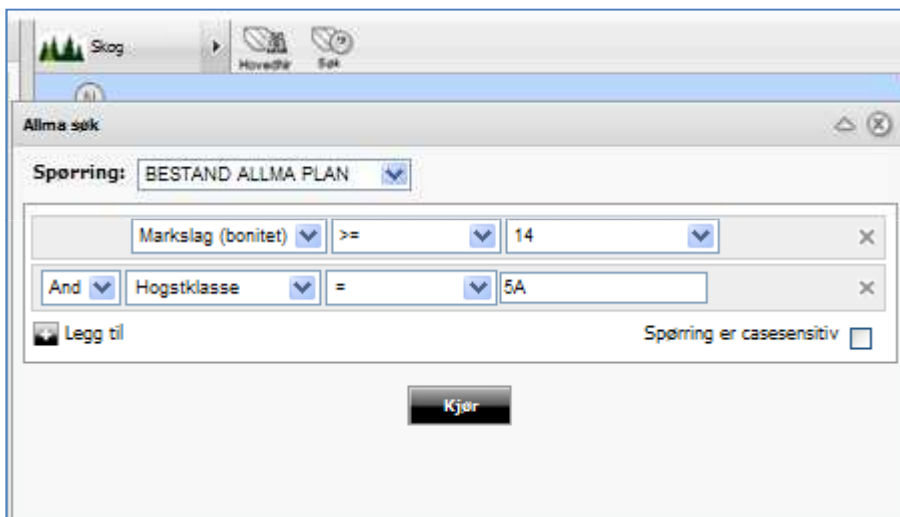 Skog
Hovedfir Søk
Allma søk
Spørring: BESTAND ALLMA PLAN
Markslag (bonitet) >= 14
And Hogstklasse = 5A
Legg til Spørring er casesensitiv
Kjør